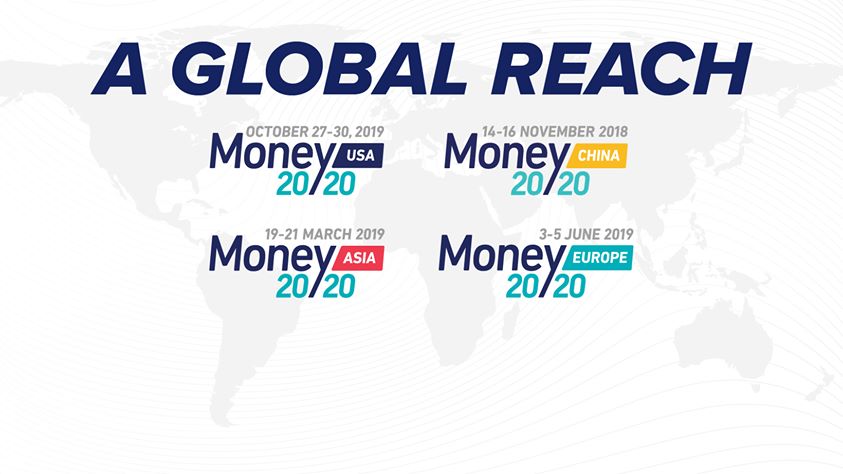 A GLOBAL REACH
OCTOBER 27-30, 2019
Money USA
20/20
14-16 NOVEMBER 2018
Money CHINA
20/20
19-21 MARCH 2019
Money ASIA
20/20
3-5 JUNE 2019
Money EUROPE
20/20